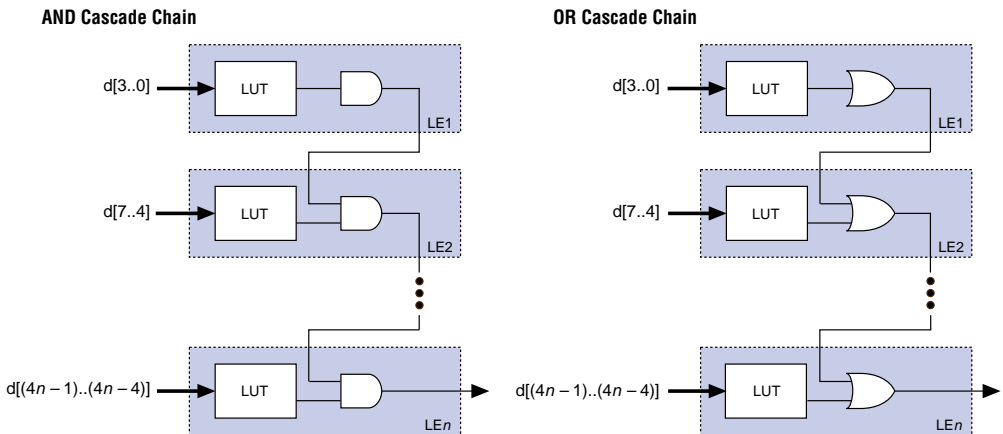 AND Cascade Chain
d[3..0]
LUT
LE1
d[7..4]
LUT
LE2
d[(4n – 1)..(4n – 4)]
LUT
LEn
OR Cascade Chain
d[3..0]
LUT
LE1
d[7..4]
LUT
LE2
d[(4n – 1)..(4n – 4)]
LUT
LEn